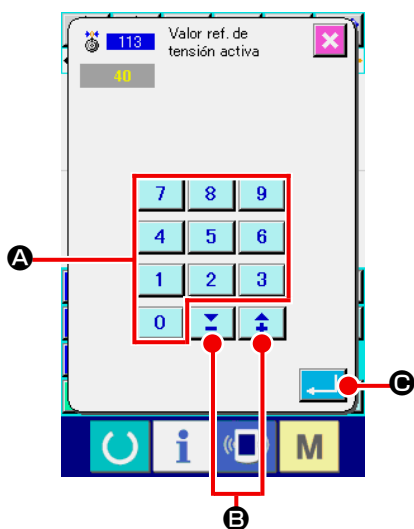 113
Valor ref. de
tensión activa
40
7 8 9
4 5 6
1 2 3
0
A
B
C
i
M